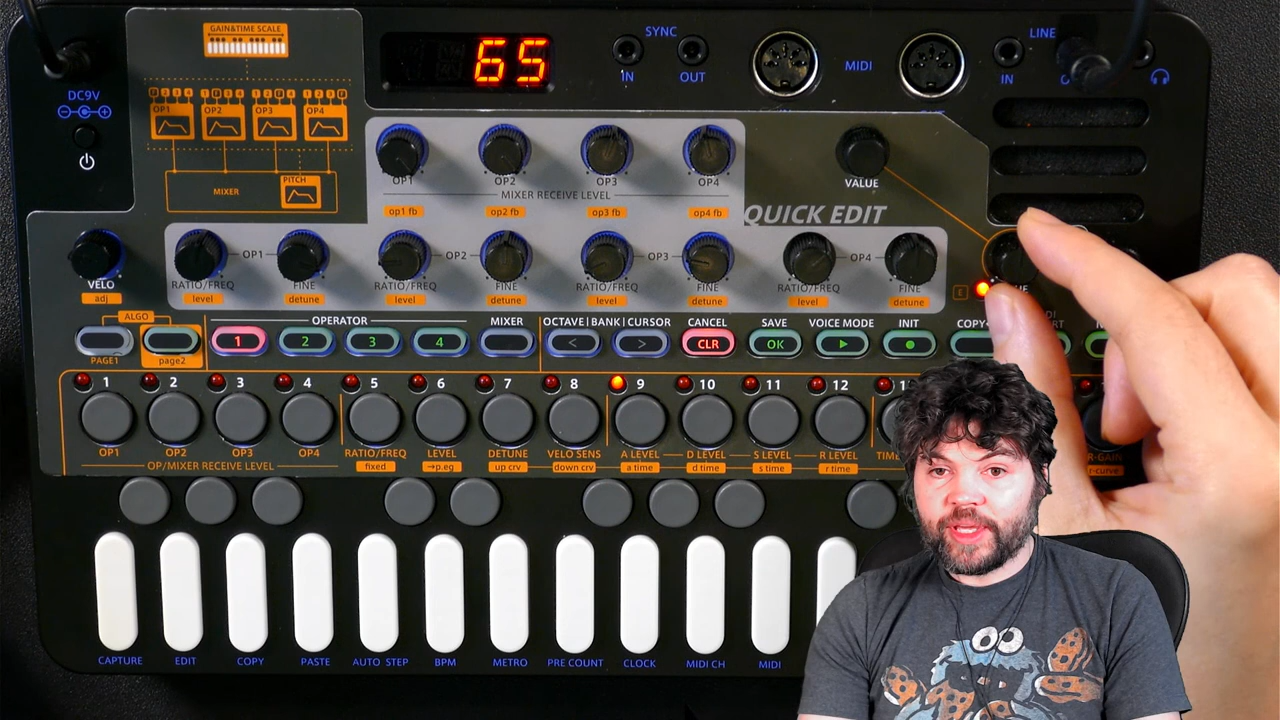 GAIN&TIME SCALE
65
SYNC
IN
OUT
MIDI
LINE
IN
DC9V
OP1
OP2
OP3
OP4
MIXER
PITCH
OP1
OP2
OP3
OP4
MIXER RECEIVE LEVEL
op1 fb
op2 fb
op3 fb
op4 fb
VALUE
QUICK EDIT
VELO
adj
RATIO/FREQ
level
OP1
FINE
detune
RATIO/FREQ
level
OP2
FINE
detune
RATIO/FREQ
level
OP3
FINE
detune
RATIO/FREQ
level
OP4
FINE
detune
E
ALGO
PAGE1
page2
OPERATOR
1
2
3
4
MIXER
OCTAVE|BANK|CURSOR
<
>
CANCEL
CLR
SAVE
OK
VOICE MODE
INIT
COPY
1
2
3
4
5
6
7
8
9
10
11
12
OP1
OP2
OP3
OP4
OP/MIXER RECEIVE LEVEL
RATIO/FREQ
fixed
LEVEL
→p.eg
DETUNE
up crv
VELO SENS
down crv
A LEVEL
a time
D LEVEL
d time
S LEVEL
s time
R LEVEL
r time
R-GAIN
r-curve
CAPTURE
EDIT
COPY
PASTE
AUTO STEP
BPM
METRO
PRE COUNT
CLOCK
MIDI CH
MIDI